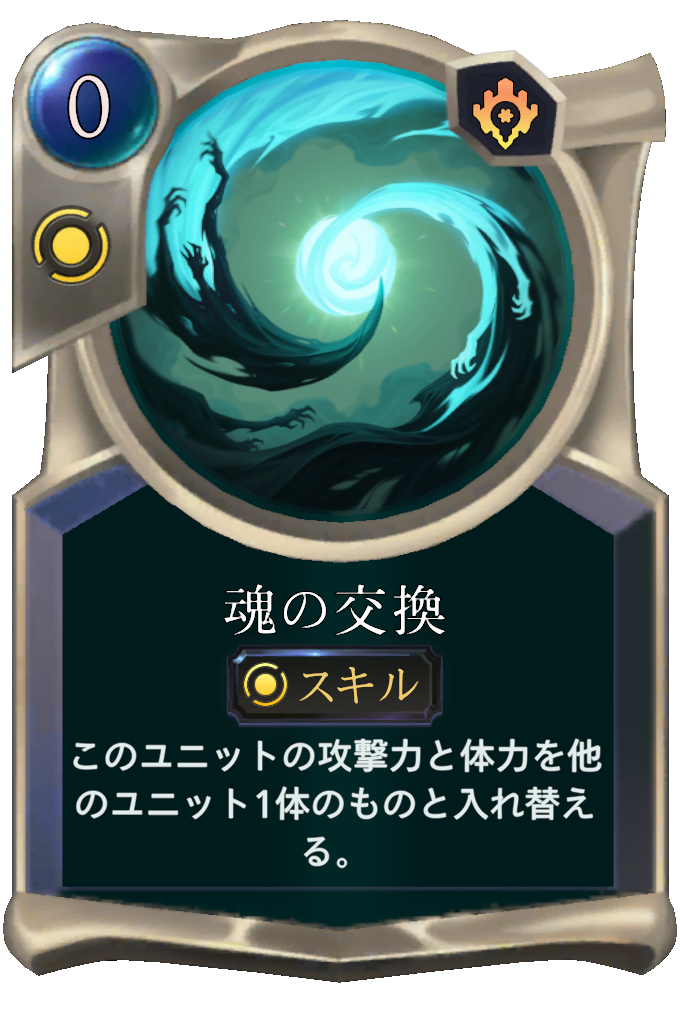 0
魂の交換
スキル
このユニットの攻撃力と体力を他
のユニット1体のものと入れ替え
る。